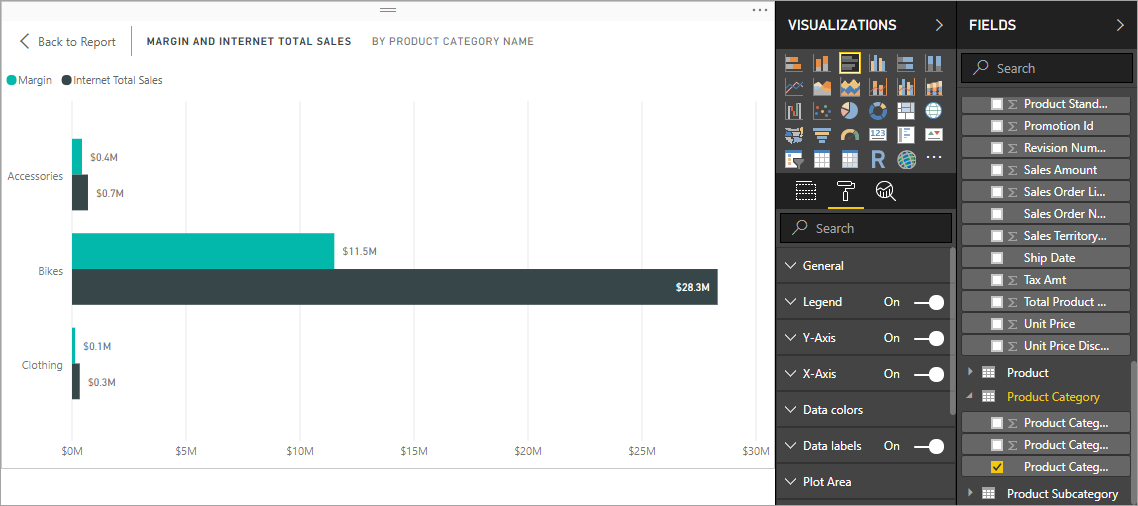 Back to Report
MARGIN AND INTERNET TOTAL SALES
BY PRODUCT CATEGORY NAME
Margin
Internet Total Sales
Accessories
$0.4M
$0.7M
Bikes
$11.5M
$28.3M
Clothing
$0.1M
$0.3M
$0M
$5M
$10M
$15M
$20M
$25M
$30M
VISUALIZATIONS
123
R
Search
General
Legend On
Y-Axis On
X-Axis On
Data colors
Data labels On
Plot Area
FIELDS
Search
Σ Product Stand...
Σ Promotion Id
Σ Revision Num...
Σ Sales Amount
Σ Sales Order Li...
Sales Order N...
Σ Sales Territory...
Ship Date
Σ Tax Amt
Σ Total Product ...
Σ Unit Price
Σ Unit Price Disc...
Product
Product Category
Σ Product Categ...
Σ Product Categ...
Product Categ...
Product Subcategory